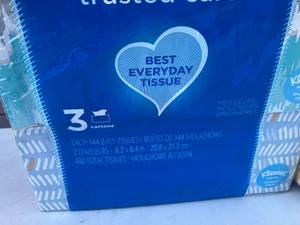 trusted care
BEST
EVERYDAY
TISSUE
3 cartons
EACH 144 2-PLY TISSUES / BOÎTES DE 144 MOUCHOIRS
2 ÉPAISSEURS - 8.2 x 8.4 in - 20.8 x 21.3 cm
432 TOTAL TISSUES / MOUCHOIRS AU TOTAL
Kleenex